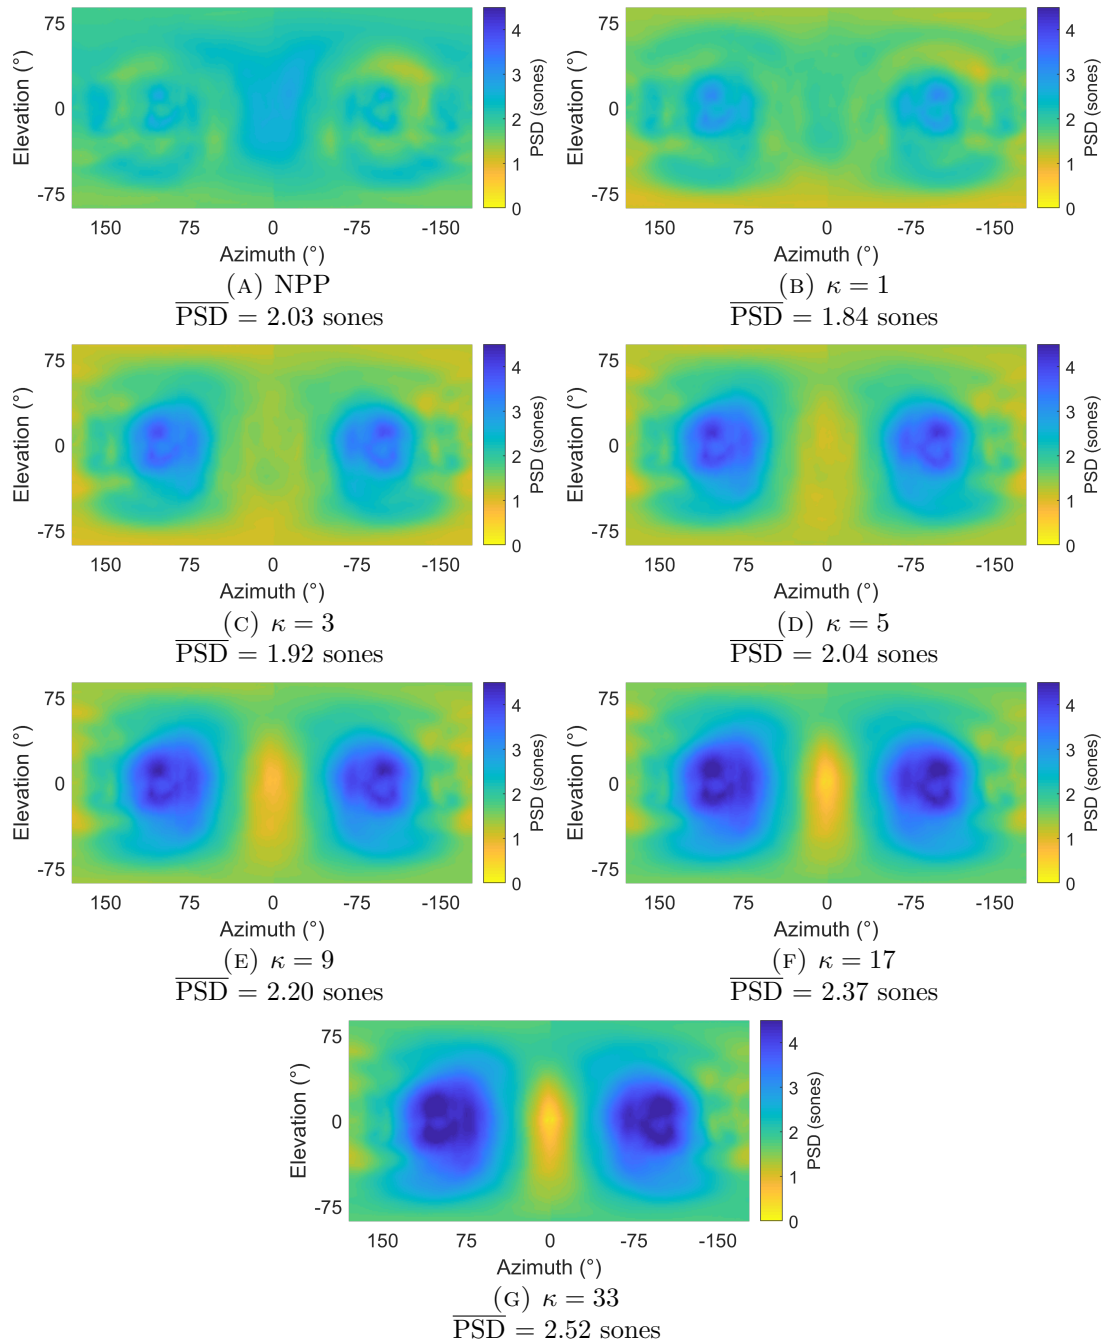 75
0
-75
Elevation (°)
150 75 0 -75 -150
Azimuth (°)
4
3
2
1
0
PSD (sones)
(A) NPP
PSD = 2.03 sones
75
0
-75
Elevation (°)
150 75 0 -75 -150
Azimuth (°)
4
3
2
1
0
PSD (sones)
(B) κ = 1
PSD = 1.84 sones
75
0
-75
Elevation (°)
150 75 0 -75 -150
Azimuth (°)
4
3
2
1
0
PSD (sones)
(C) κ = 3
PSD = 1.92 sones
75
0
-75
Elevation (°)
150 75 0 -75 -150
Azimuth (°)
4
3
2
1
0
PSD (sones)
(D) κ = 5
PSD = 2.04 sones
75
0
-75
Elevation (°)
150 75 0 -75 -150
Azimuth (°)
4
3
2
1
0
PSD (sones)
(E) κ = 9
PSD = 2.20 sones
75
0
-75
Elevation (°)
150 75 0 -75 -150
Azimuth (°)
4
3
2
1
0
PSD (sones)
(F) κ = 17
PSD = 2.37 sones
75
0
-75
Elevation (°)
150 75 0 -75 -150
Azimuth (°)
4
3
2
1
0
PSD (sones)
(G) κ = 33
PSD = 2.52 sones